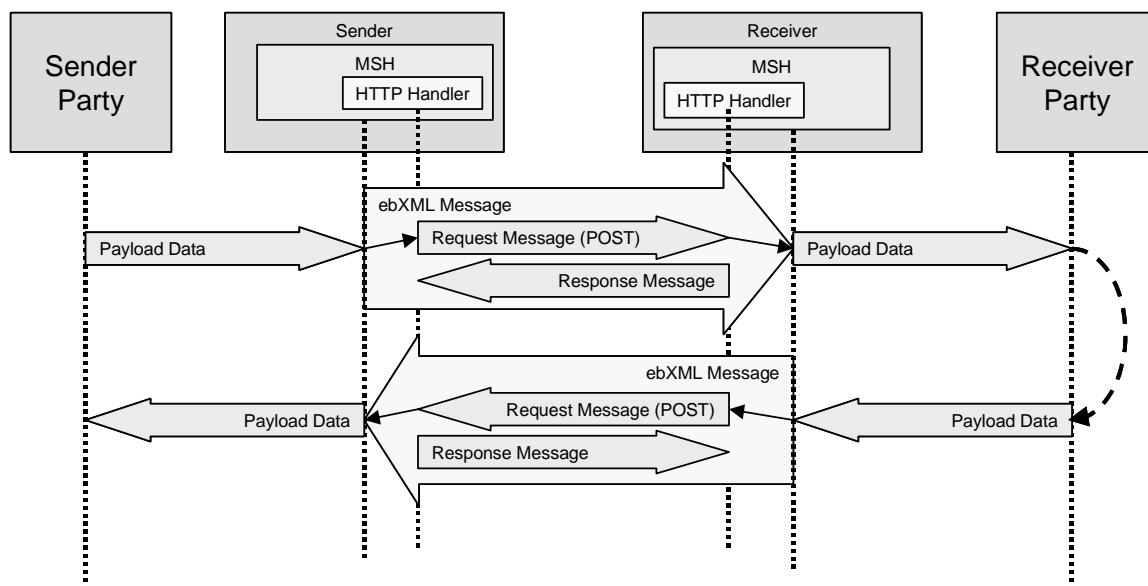 Sender
Party
Sender
MSH
HTTP Handler
Receiver
MSH
HTTP Handler
Receiver
Party
ebXML Message
Payload Data
Request Message (POST)
Payload Data
Response Message
ebXML Message
Payload Data
Request Message (POST)
Payload Data
Response Message